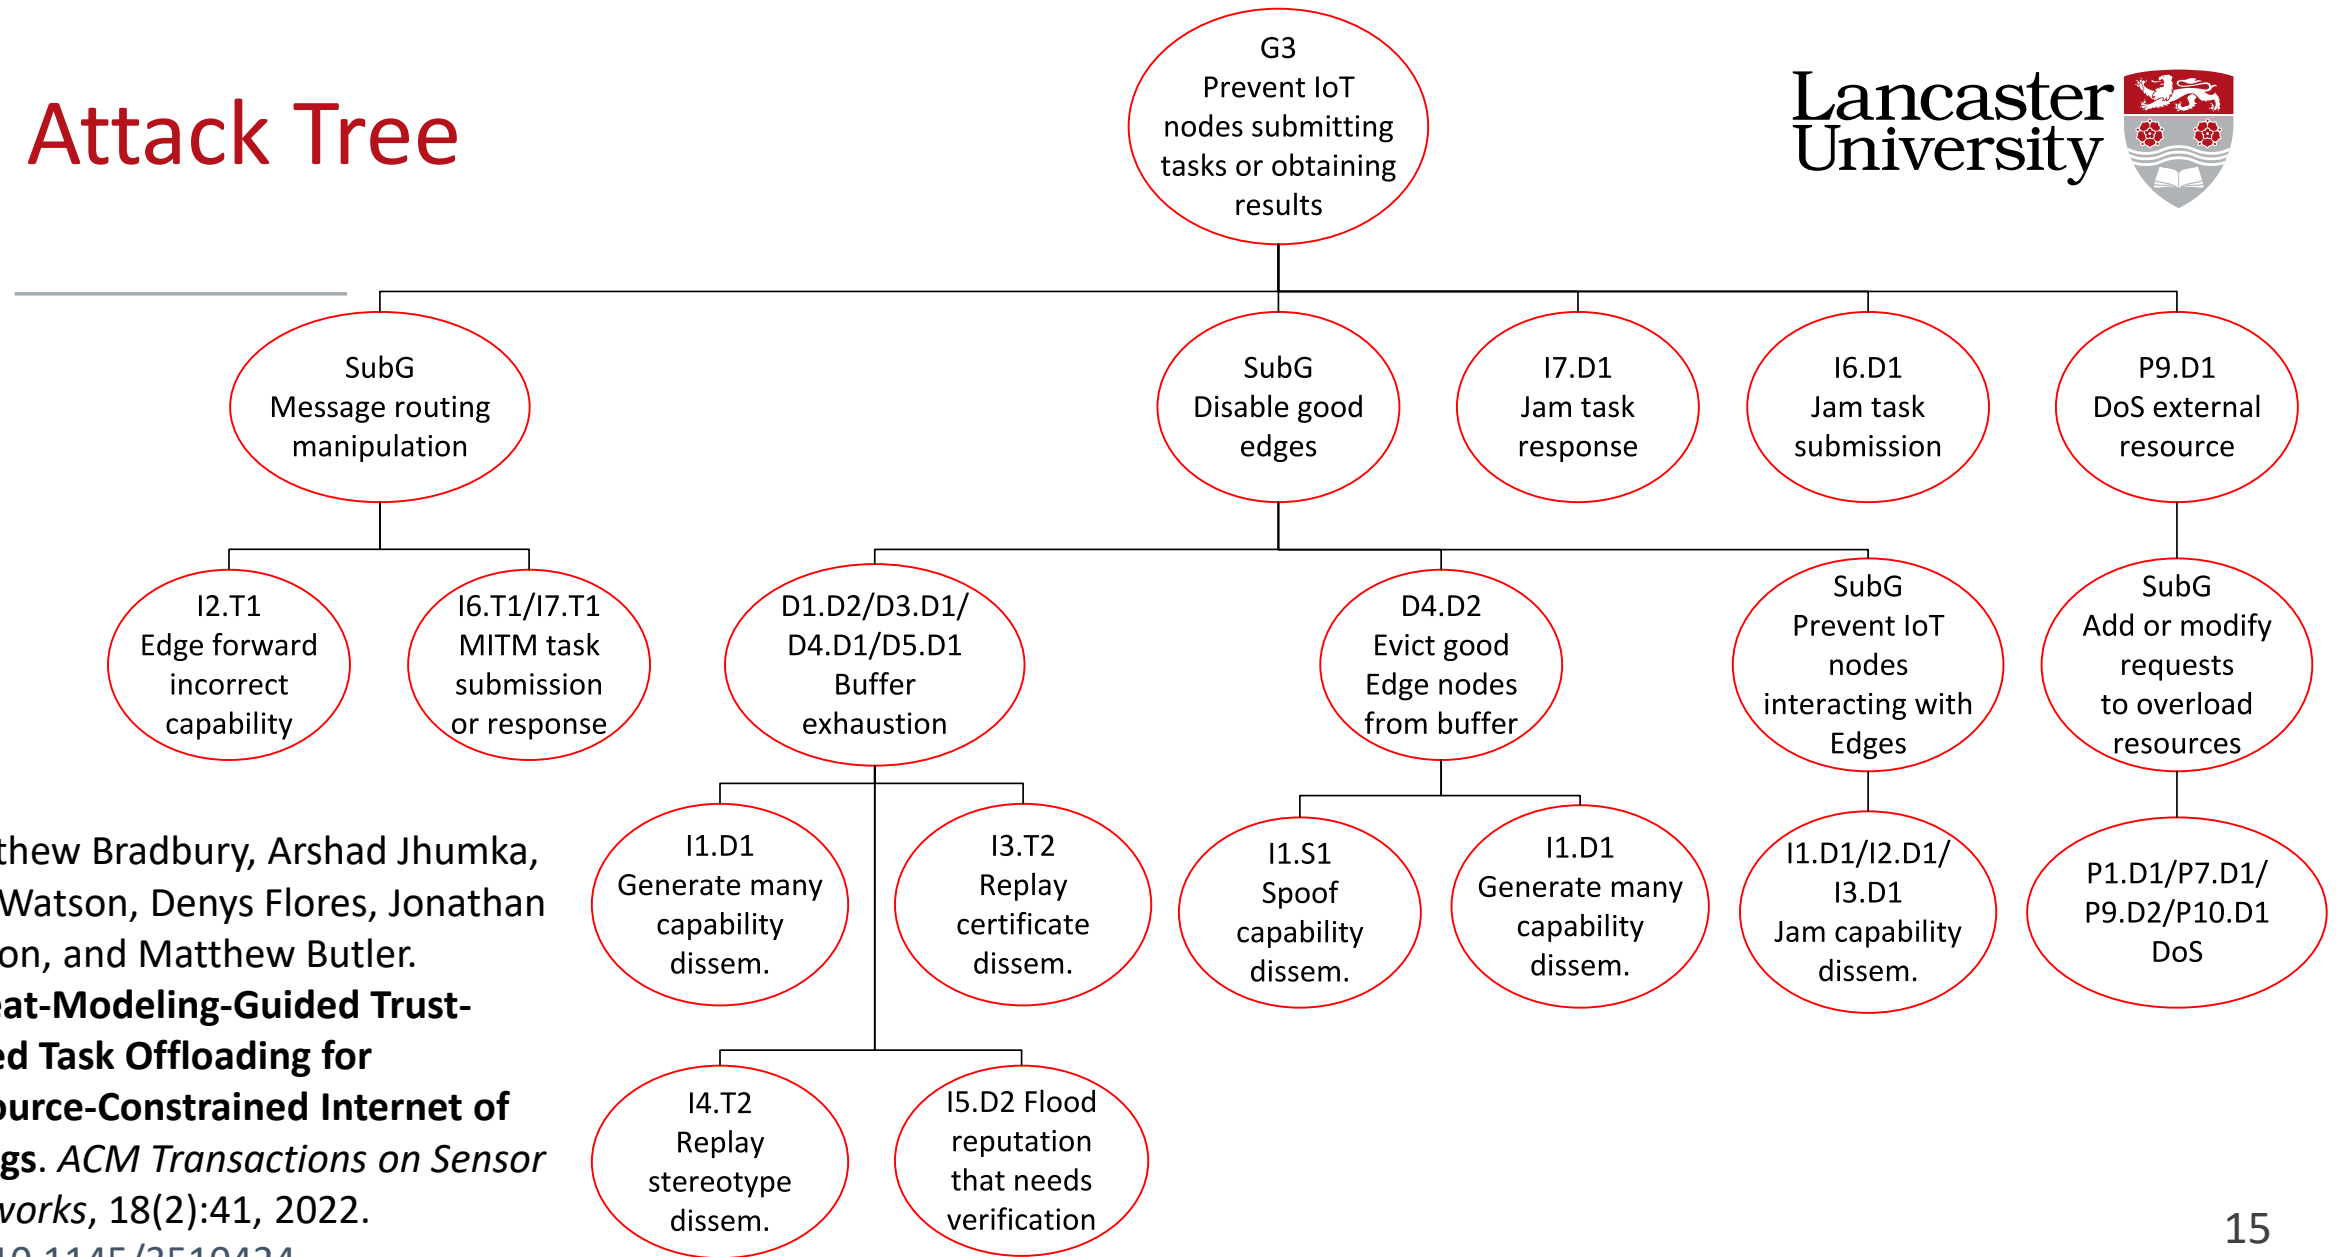 Attack Tree
Lancaster
University
G3
Prevent IoT
nodes submitting
tasks or obtaining
results
SubG
Message routing
manipulation
SubG
Disable good
edges
I7.D1
Jam task
response
I6.D1
Jam task
submission
P9.D1
DoS external
resource
I2.T1
Edge forward
incorrect
capability
I6.T1/I7.T1
MITM task
submission
or response
D1.D2/D3.D1/
D4.D1/D5.D1
Buffer
exhaustion
D4.D2
Evict good
Edge nodes
from buffer
SubG
Prevent IoT
nodes
interacting with
Edges
SubG
Add or modify
requests
to overload
resources
I1.D1
Generate many
capability
dissem.
I3.T2
Replay
certificate
dissem.
I1.S1
Spoof
capability
dissem.
I1.D1
Generate many
capability
dissem.
I1.D1/I2.D1/
I3.D1
Jam capability
dissem.
P1.D1/P7.D1/
P9.D2/P10.D1
DoS
I4.T2
Replay
stereotype
dissem.
I5.D2 Flood
reputation
that needs
verification
thew Bradbury, Arshad Jhumka,
Watson, Denys Flores, Jonathan
on, and Matthew Butler.
eat-Modeling-Guided Trust-
ed Task Offloading for
ource-Constrained Internet of
gs. ACM Transactions on Sensor
works, 18(2):41, 2022.
15